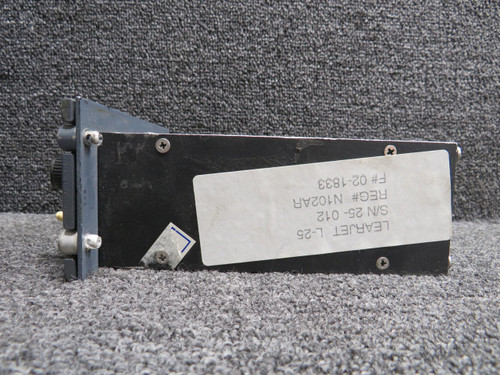 LEARJET L-25
S/N 25-012
REG# N102AR
F# 02-1833